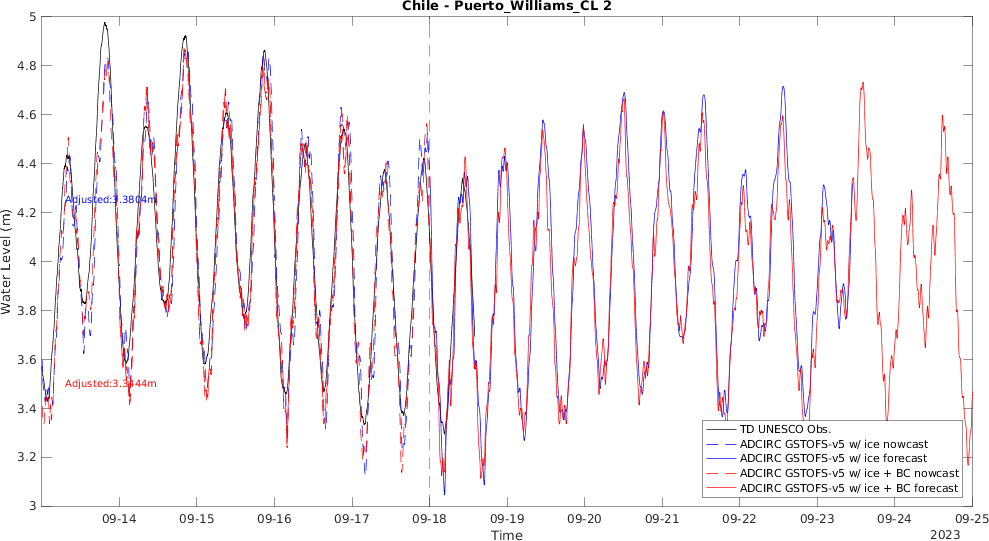 Chile - Puerto_Williams_CL 2
5
4.8
4.6
4.4
4.2
4
3.8
3.6
3.4
3.2
3
Water Level (m)
Adjusted:3.3804m
Adjusted:3.3444m
TD UNESCO Obs.
ADCIRC GSTOFS-v5 w/ ice nowcast
ADCIRC GSTOFS-v5 w/ ice forecast
ADCIRC GSTOFS-v5 w/ ice + BC nowcast
ADCIRC GSTOFS-v5 w/ ice + BC forecast
09-14 09-15 09-16 09-17 09-18 09-19 09-20 09-21 09-22 09-23 09-24 09-25
Time
2023